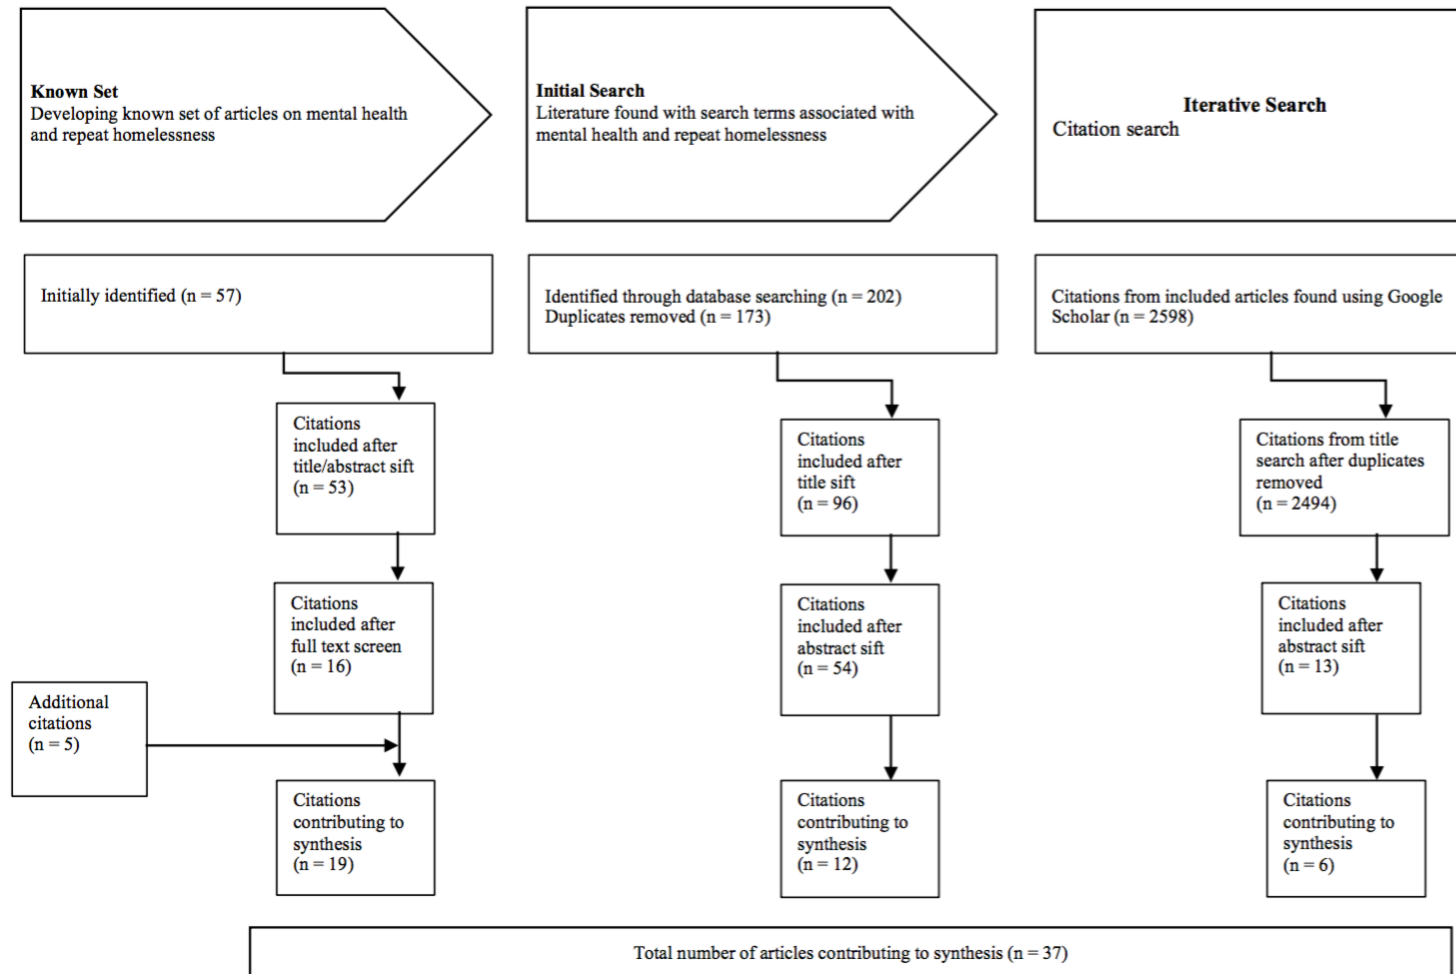 Known Set
Developing known set of articles on mental health
and repeat homelessness
Initial Search
Literature found with search terms associated with
mental health and repeat homelessness
Iterative Search
Citation search
Initially identified (n = 57)
Identified through database searching (n = 202)
Duplicates removed (n = 173)
Citations from included articles found using Google
Scholar (n = 2598)
Citations
included after
title/abstract sift
(n = 53)
Citations
included after
title sift
(n = 96)
Citations from title
search after duplicates
removed
(n = 2494)
Citations
included after
full text screen
(n = 16)
Citations
included after
abstract sift
(n = 54)
Citations
included after
abstract sift
(n = 13)
Additional
citations
(n = 5)
Citations
contributing to
synthesis
(n = 19)
Citations
contributing to
synthesis
(n = 12)
Citations
contributing to
synthesis
(n = 6)
Total number of articles contributing to synthesis (n = 37)